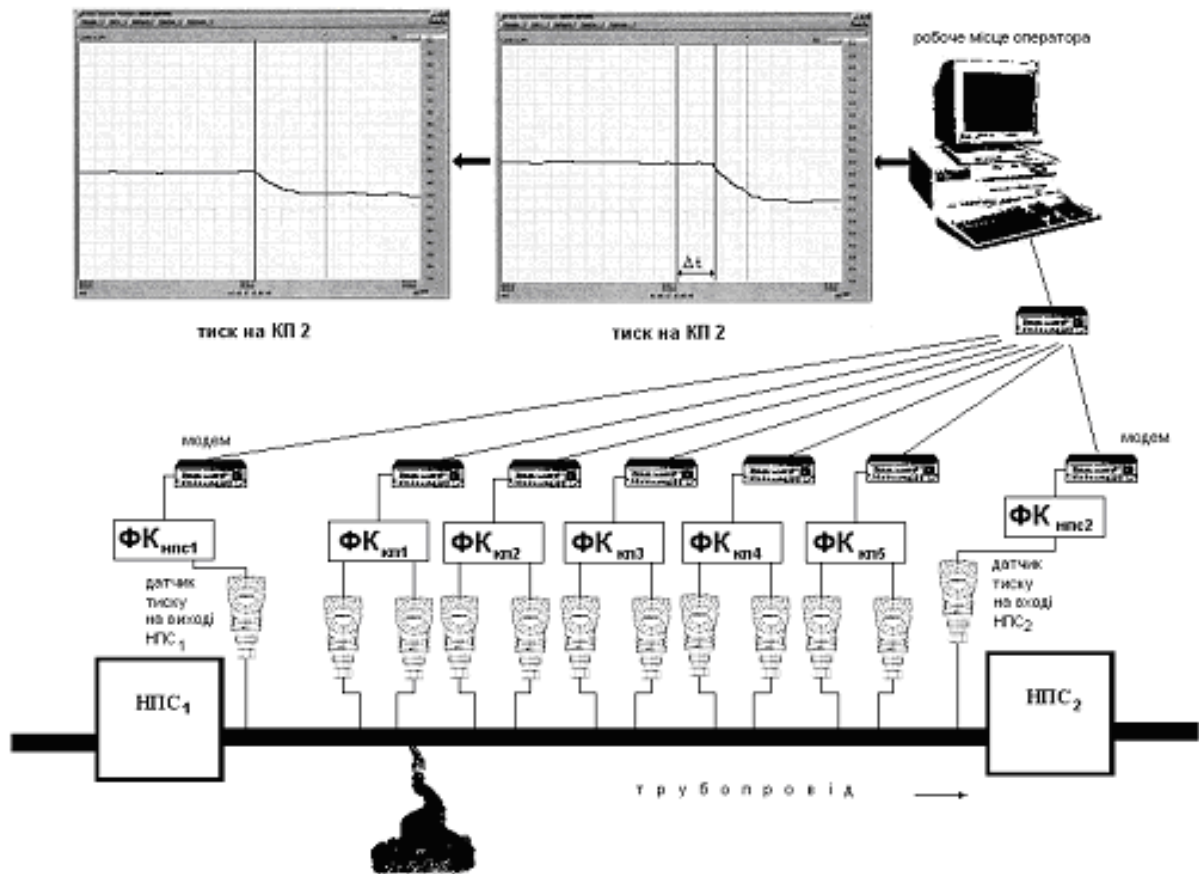 робоче місце оператора
Δt
тиск на КП 2
тиск на КП 2
модем
модем
ФКнпс1
ФКкп1
ФКкп2
ФКкп3
ФКкп4
ФКкп5
ФКнпс2
датчик
тиску
на виході
НПС1
датчик
тиску
на вході
НПС2
НПС1
НПС2
трубопровід